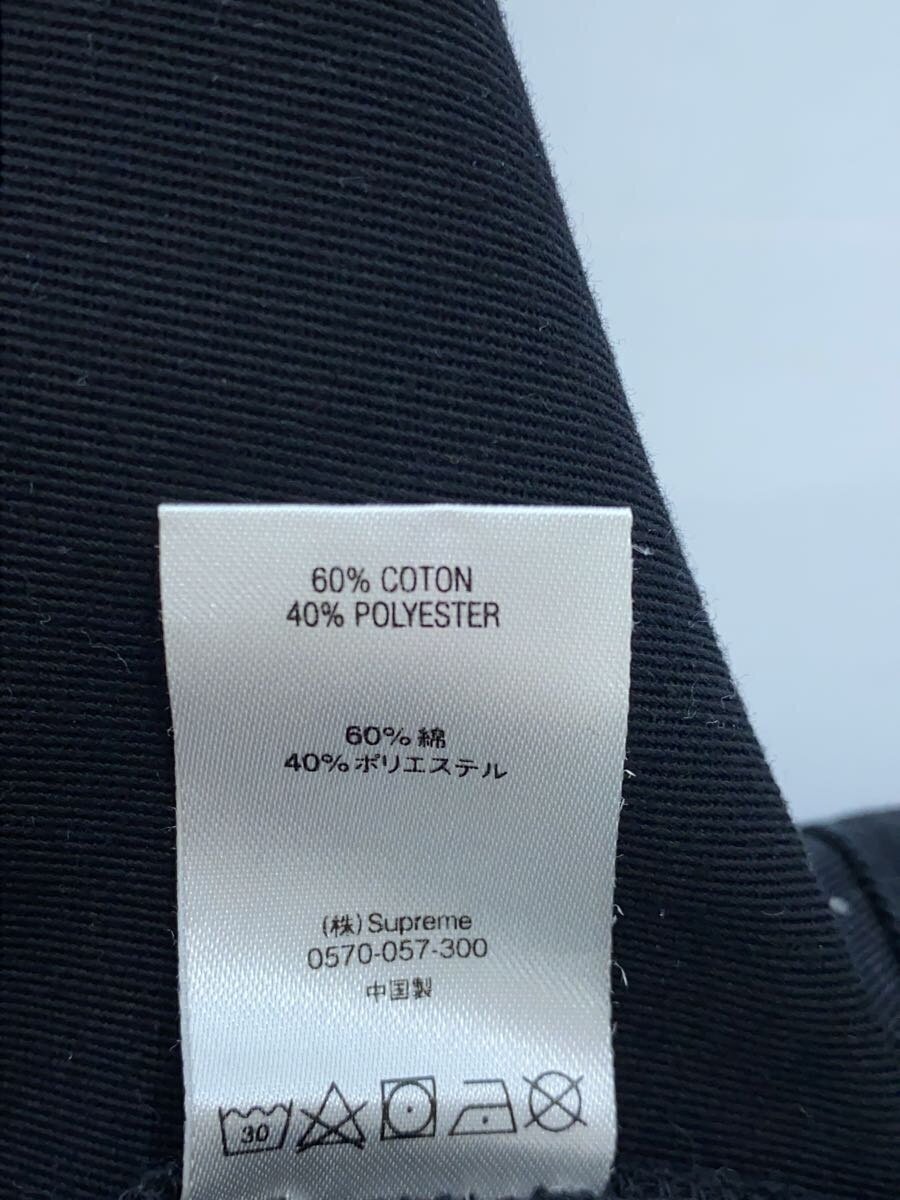 60% COTON
40% POLYESTER
60%綿
40%ポリエステル
(株)Supreme
0570-057-300
中国製
30